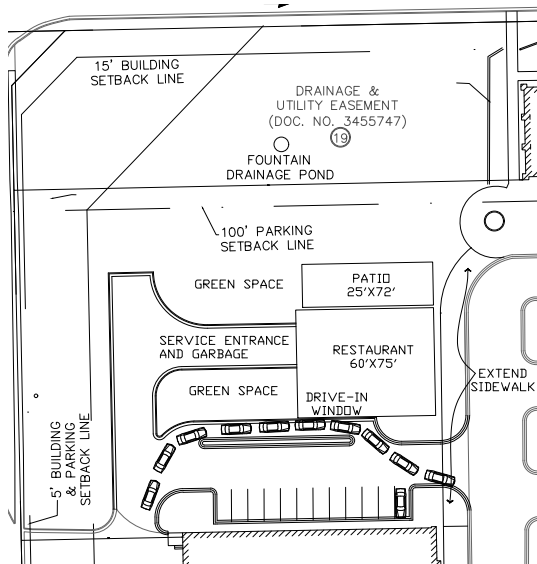 15' BUILDING
SETBACK LINE
DRAINAGE &
UTILITY EASEMENT
(DOC. NO. 3455747)
19
FOUNTAIN
DRAINAGE POND
100' PARKING
SETBACK LINE
GREEN SPACE
PATIO
25'X72'
SERVICE ENTRANCE
AND GARBAGE
RESTAURANT
60'X75'
GREEN SPACE
DRIVE-IN
WINDOW
EXTEND
SIDEWALK
5' BUILDING
& PARKING
SETBACK LINE